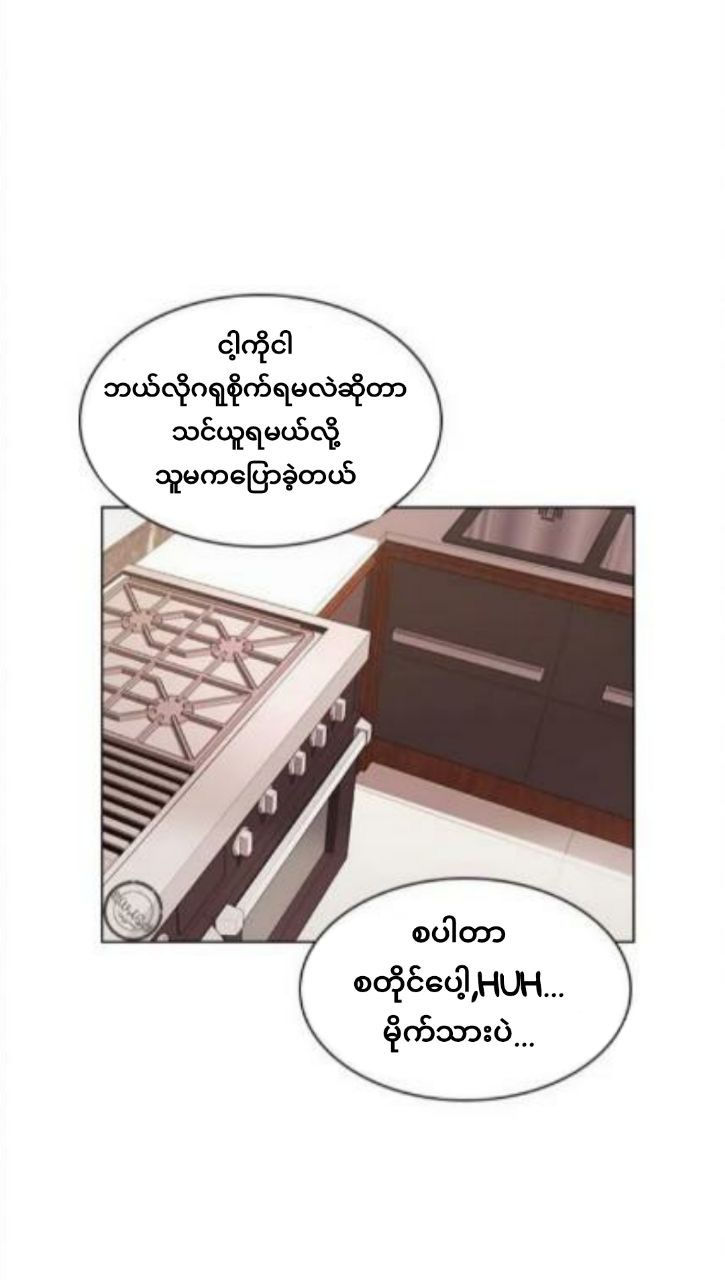 ငါ့ကိုငါ
ဘယ်လိုဂရုစိုက်ရမလဲဆိုတာ
သင်ယူရမယ်လို့
သူမကပြောခဲ့တယ်
စပါတာ
စတိုင်ပေါ့,HUH...
မိုက်သားပဲ...